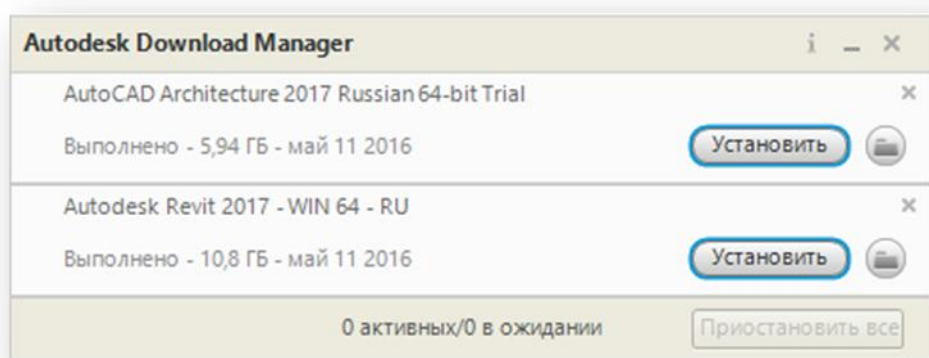 Autodesk Download Manager
AutoCAD Architecture 2017 Russian 64-bit Trial
Выполнено - 5,94 ГБ - май 11 2016
Установить
Autodesk Revit 2017 - WIN 64 - RU
Выполнено - 10,8 ГБ - май 11 2016
Установить
0 активных/0 в ожидании
Приостановить все